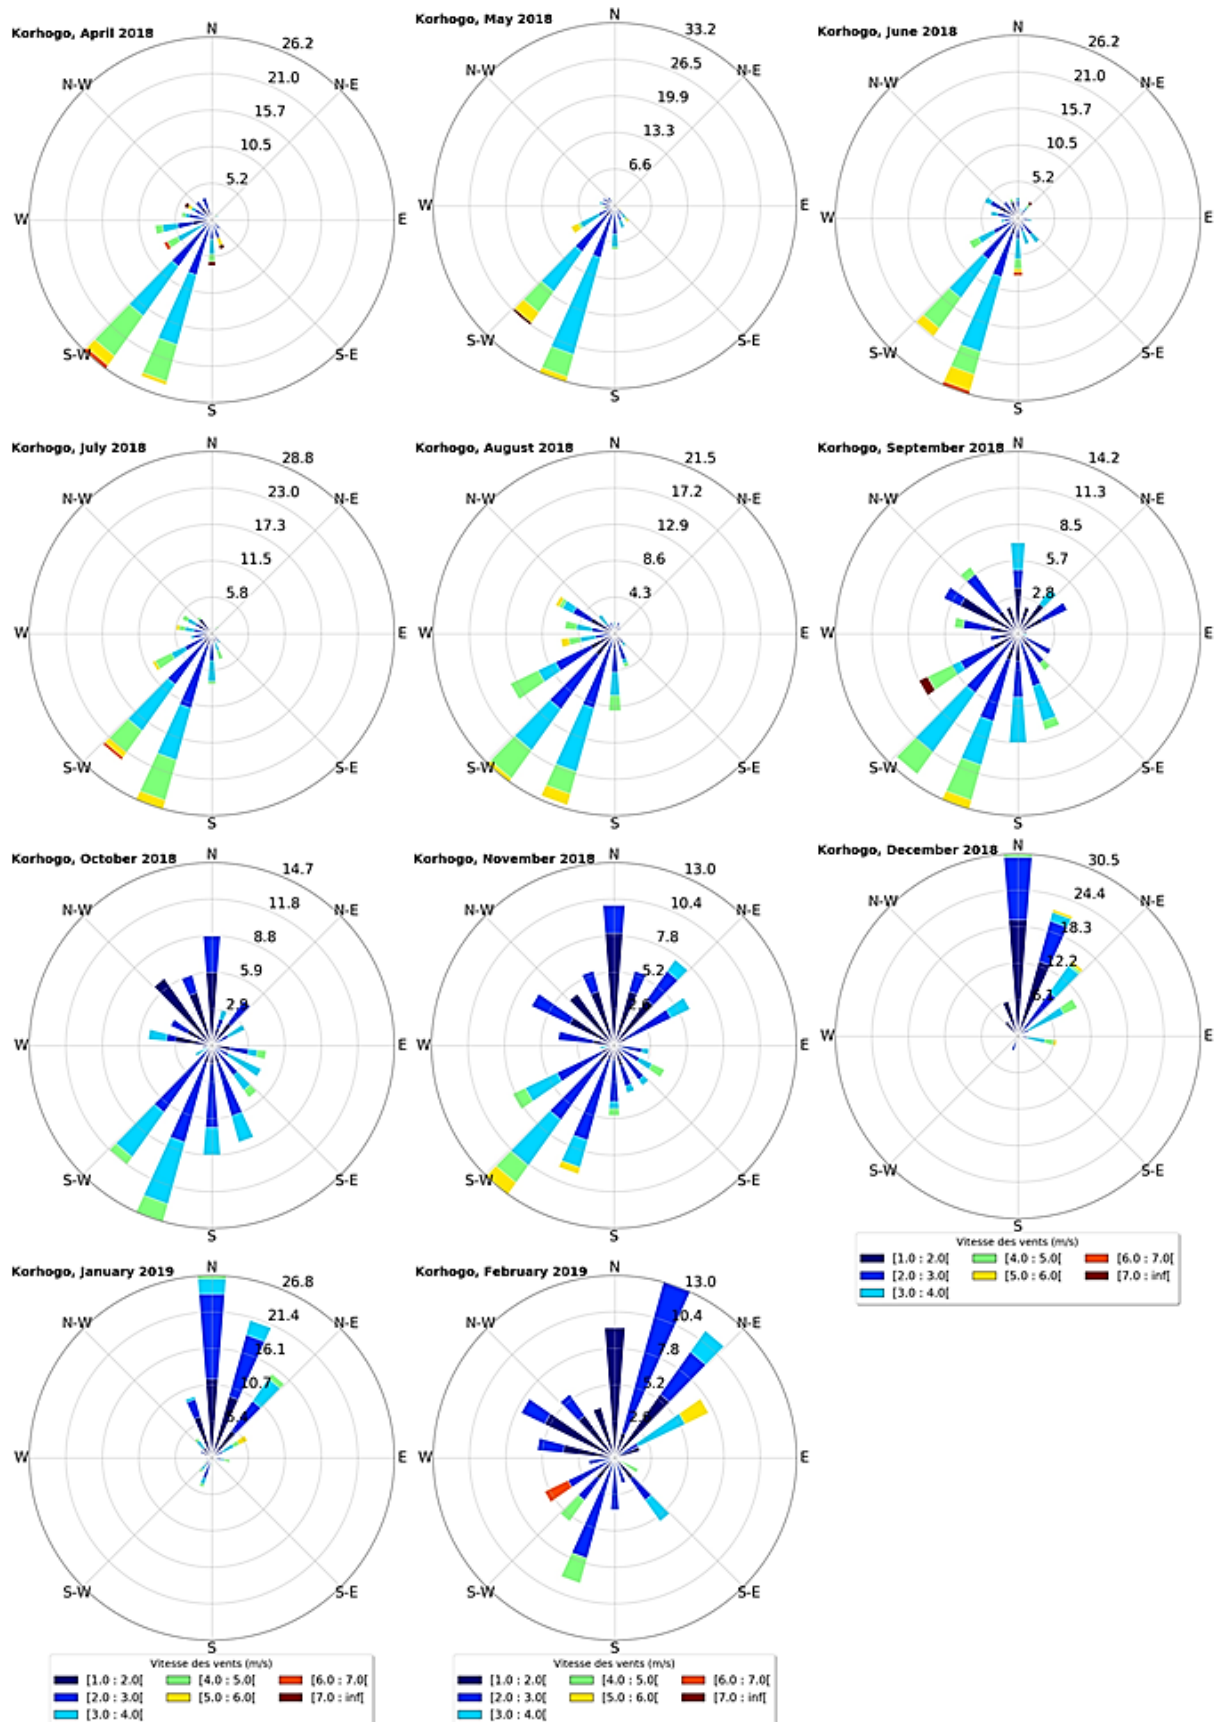 Korhogo, April 2018
N
26.2
21.0
15.7
10.5
5.2
N-W
N-E
W
E
S-W
S-E
S
Korhogo, May 2018
N
33.2
26.5
19.9
13.3
6.6
N-W
N-E
W
E
S-W
S-E
S
Korhogo, June 2018
N
26.2
21.0
15.7
10.5
5.2
N-W
N-E
W
E
S-W
S-E
S
Korhogo, July 2018
N
28.8
23.0
17.3
11.5
5.8
N-W
N-E
W
E
S-W
S-E
S
Korhogo, August 2018
N
21.5
17.2
12.9
8.6
4.3
N-W
N-E
W
E
S-W
S-E
S
Korhogo, September 2018
N
14.2
11.3
8.5
5.7
2.8
N-W
N-E
W
E
S-W
S-E
S
Korhogo, October 2018
N
14.7
11.8
8.8
5.9
2.9
N-W
N-E
W
E
S-W
S-E
S
Korhogo, November 2018
N
13.0
10.4
7.8
5.2
N-W
N-E
W
E
S-W
S-E
S
Korhogo, December 2018
N
30.5
24.4
18.3
12.2
6.1
N-W
N-E
W
E
S-W
S-E
S
Vitesse des vents (m/s)
[1.0 : 2.0[ [4.0 : 5.0[ [6.0 : 7.0[
[2.0 : 3.0[ [5.0 : 6.0[ [7.0 : inf[
[3.0 : 4.0[
Korhogo, January 2019
N
26.8
21.4
16.1
10.7
N-W
N-E
W
E
S-W
S-E
S
Vitesse des vents (m/s)
[1.0 : 2.0[ [4.0 : 5.0[ [6.0 : 7.0[
[2.0 : 3.0[ [5.0 : 6.0[ [7.0 : inf[
[3.0 : 4.0[
Korhogo, February 2019
N
13.0
10.4
7.8
5.2
N-W
N-E
W
E
S-W
S-E
S
Vitesse des vents (m/s)
[1.0 : 2.0[ [4.0 : 5.0[ [6.0 : 7.0[
[2.0 : 3.0[ [5.0 : 6.0[ [7.0 : inf[
[3.0 : 4.0[